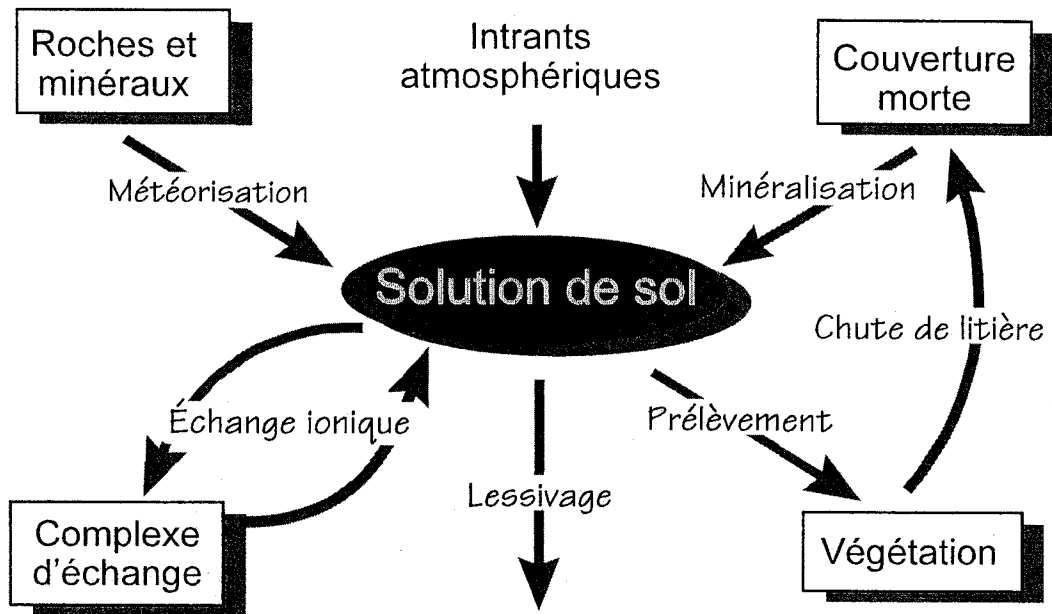 Roches et
minéraux
Intrants
atmosphériques
Couverture
morte
Météorisation
Minéralisation
Solution de sol
Chute de litière
Échange ionique
Prélèvement
Lessivage
Complexe
d'échange
Végétation